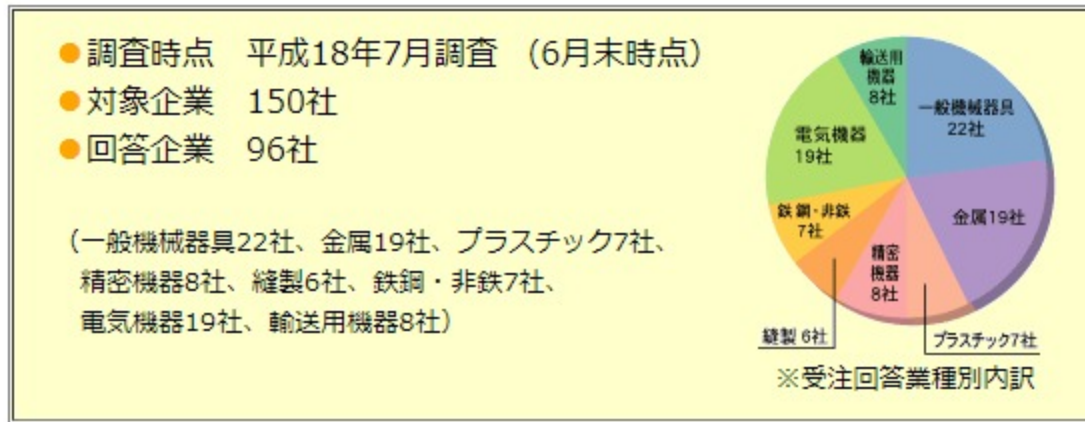 ●調査時点　平成18年7月調査　(6月末時点)
●対象企業　150社
●回答企業　96社
(一般機械器具22社、金属19社、プラスチック7社、
精密機器8社、縫製6社、鉄鋼・非鉄7社、
電気機器19社、輸送用機器8社)
輸送用
機器
8社
一般機械器具
22社
電気機器
19社
金属19社
鉄鋼・非鉄
7社
精密
機器
8社
縫製 6社
プラスチック7社
※受注回答業種別内訳